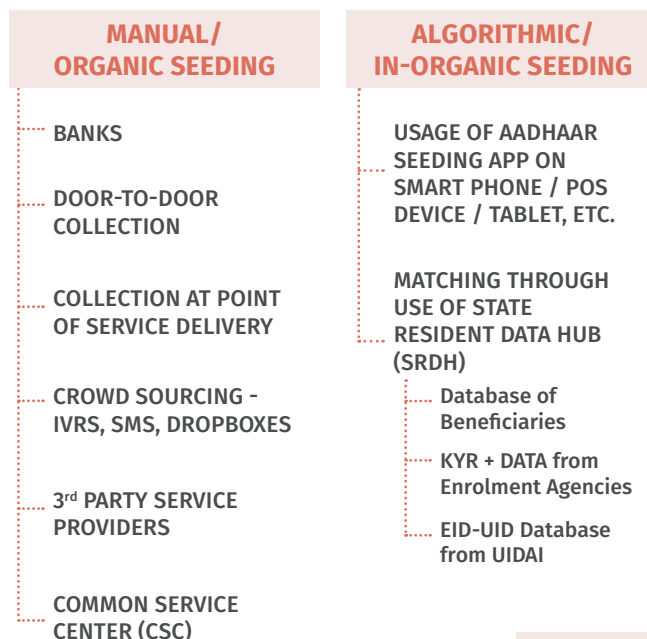 MANUAL/
ORGANIC SEEDING
BANKS
DOOR-TO-DOOR
COLLECTION
COLLECTION AT POINT
OF SERVICE DELIVERY
CROWD SOURCING -
IVRS, SMS, DROPBOXES
3rd PARTY SERVICE
PROVIDERS
COMMON SERVICE
CENTER (CSC)
ALGORITHMIC/
IN-ORGANIC SEEDING
USAGE OF AADHAAR
SEEDING APP ON
SMART PHONE / POS
DEVICE / TABLET, ETC.
MATCHING THROUGH
USE OF STATE
RESIDENT DATA HUB
(SRDH)
Database of
Beneficiaries
KYR + DATA from
Enrolment Agencies
EID-UID Database
from UIDAI